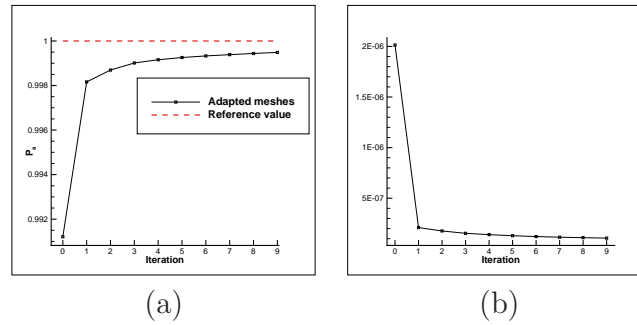 1
0.998
0.996
0.994
0.992
P_a
Adapted meshes
Reference value
0 1 2 3 4 5 6 7 8 9
Iteration
(a)
2E-06
1.5E-06
1E-06
5E-07
0 1 2 3 4 5 6 7 8 9
Iteration
(b)